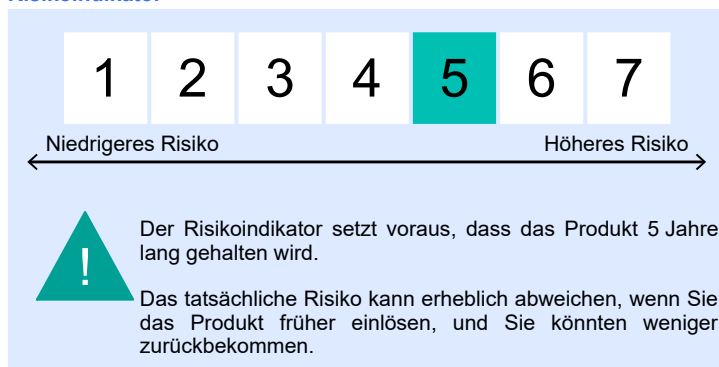 1 2 3 4 5 6 7
Niedrigeres Risiko Höheres Risiko
Der Risikoindikator setzt voraus, dass das Produkt 5 Jahre
lang gehalten wird.
!
Das tatsächliche Risiko kann erheblich abweichen, wenn Sie
das Produkt früher einlösen, und Sie könnten weniger
zurückbekommen.